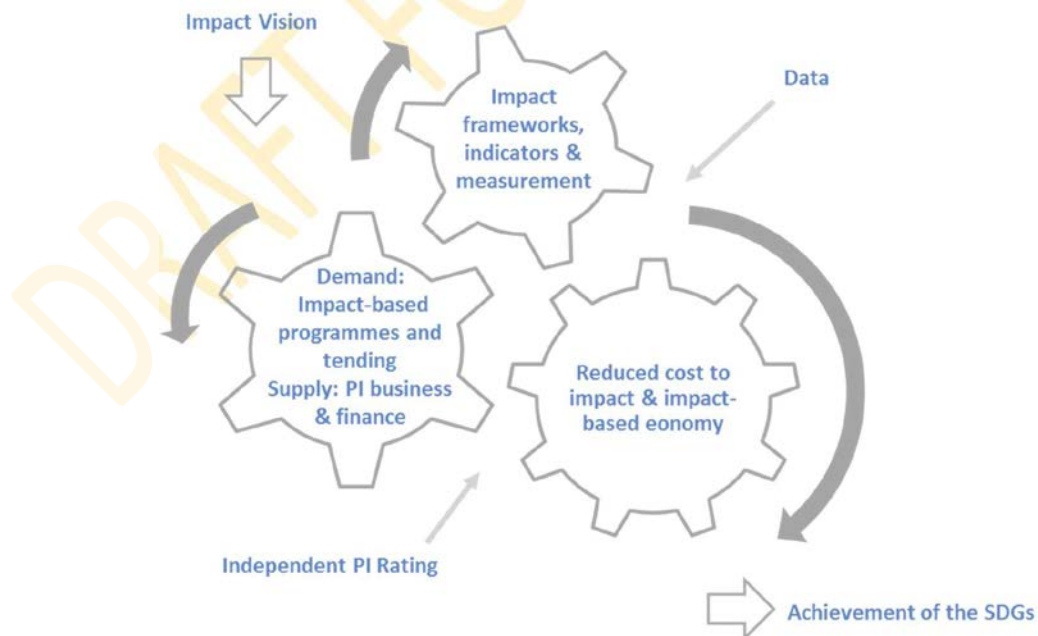 Impact Vision
Data
Impact
frameworks,
indicators &
measurement
Demand:
Impact-based
programmes and
tending
Supply: PI business
& finance
Reduced cost to
impact & impact-
based eonomy
Independent PI Rating
Achievement of the SDGs
DRAFT